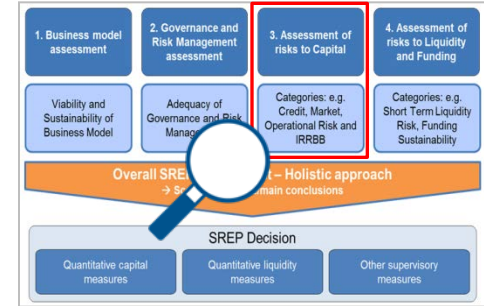 1. Business model
assessment
2. Governance and
Risk Management
assessment
3. Assessment of
risks to Capital
4. Assessment of
risks to Liquidity
and Funding
Viability and
Sustainability of
Business Model
Adequacy of
Governance and Risk
Categories: e.g.
Credit, Market,
Operational Risk and
IRRBB
Categories: e.g.
Short Term Liquidity
Risk, Funding
Sustainability
Overall – Holistic approach
conclusions
SREP Decision
Quantitative capital
measures
Quantitative liquidity
measures
Other supervisory
measures